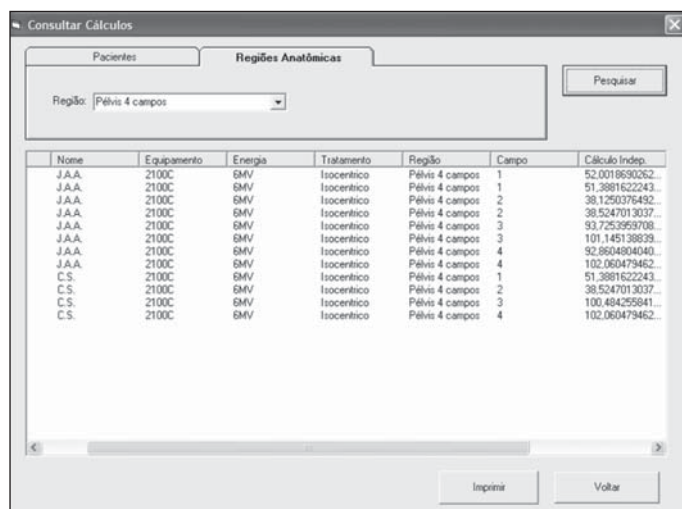 Consultar Cálculos
Pacientes Regiões Anatômicas
Pesquisar
Região: Pélvis 4 campos
Nome Equipamento Energia Tratamento Região Campo Cálculo Indep.
J.A.A. 2100C 6MV Isocentrico Pélvis 4 campos 1 52,0018690262...
J.A.A. 2100C 6MV Isocentrico Pélvis 4 campos 1 51,3881622243...
J.A.A. 2100C 6MV Isocentrico Pélvis 4 campos 2 38,1250376492...
J.A.A. 2100C 6MV Isocentrico Pélvis 4 campos 2 38,5247013037...
J.A.A. 2100C 6MV Isocentrico Pélvis 4 campos 3 93,7253959708...
J.A.A. 2100C 6MV Isocentrico Pélvis 4 campos 3 101,145138839...
J.A.A. 2100C 6MV Isocentrico Pélvis 4 campos 4 92,8604804040...
J.A.A. 2100C 6MV Isocentrico Pélvis 4 campos 4 102,060479462...
C.S. 2100C 6MV Isocentrico Pélvis 4 campos 1 51,3881622243...
C.S. 2100C 6MV Isocentrico Pélvis 4 campos 2 38,5247013037...
C.S. 2100C 6MV Isocentrico Pélvis 4 campos 3 100,484255841...
C.S. 2100C 6MV Isocentrico Pélvis 4 campos 4 102,060479462...
Imprimir Voltar